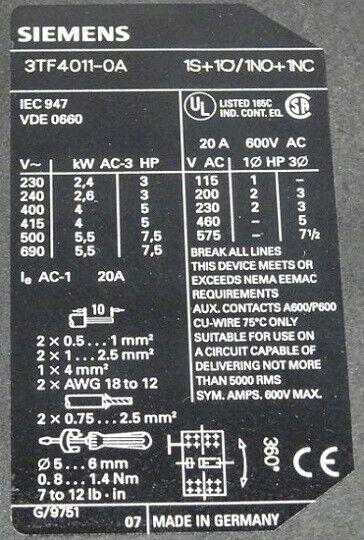 SIEMENS
3TF4011-0A 1S+1Ö/1NO+1NC
IEC 947
VDE 0660
UL LISTED 165C IND. CONT. EQ. SA
20 A 600V AC
V~ kW AC-3 HP
230 2,4 3
240 2,6 3
400 4 5
415 4 5
500 5,5 7,5
690 5,5 7,5
Ie AC-1 20A
V AC 1Ø HP 3Ø
115 1 -
200 2 3
230 2 3
460 - 5
575 - 7½
BREAK ALL LINES
THIS DEVICE MEETS OR
EXCEEDS NEMA EEMAC
REQUIREMENTS
AUX. CONTACTS A600/P600
CU-WIRE 75°C ONLY
SUITABLE FOR USE ON
A CIRCUIT CAPABLE OF
DELIVERING NOT MORE
THAN 5000 RMS
SYM. AMPS. 600V MAX.
10
2 × 0.5...1 mm²
2 × 1...2.5 mm²
1 × 4 mm²
2 × AWG 18 to 12
2 × 0.75...2.5 mm²
Ø 5...6 mm
0.8...1.4 Nm
7 to 12 lb·in
360°
CE
G/9751
07 MADE IN GERMANY